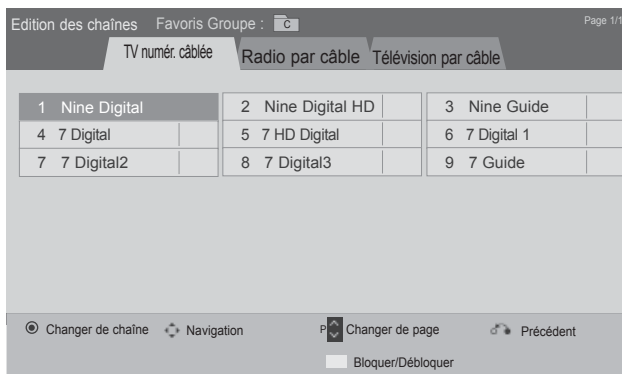 Edition des chaînes Favoris Groupe : C Page 1/1
TV numér. câblée Radio par câble Télévision par câble
1 Nine Digital 2 Nine Digital HD 3 Nine Guide
4 7 Digital 5 7 HD Digital 6 7 Digital 1
7 7 Digital2 8 7 Digital3 9 7 Guide
Changer de chaîne Navigation P Changer de page Précédent
Bloquer/Débloquer